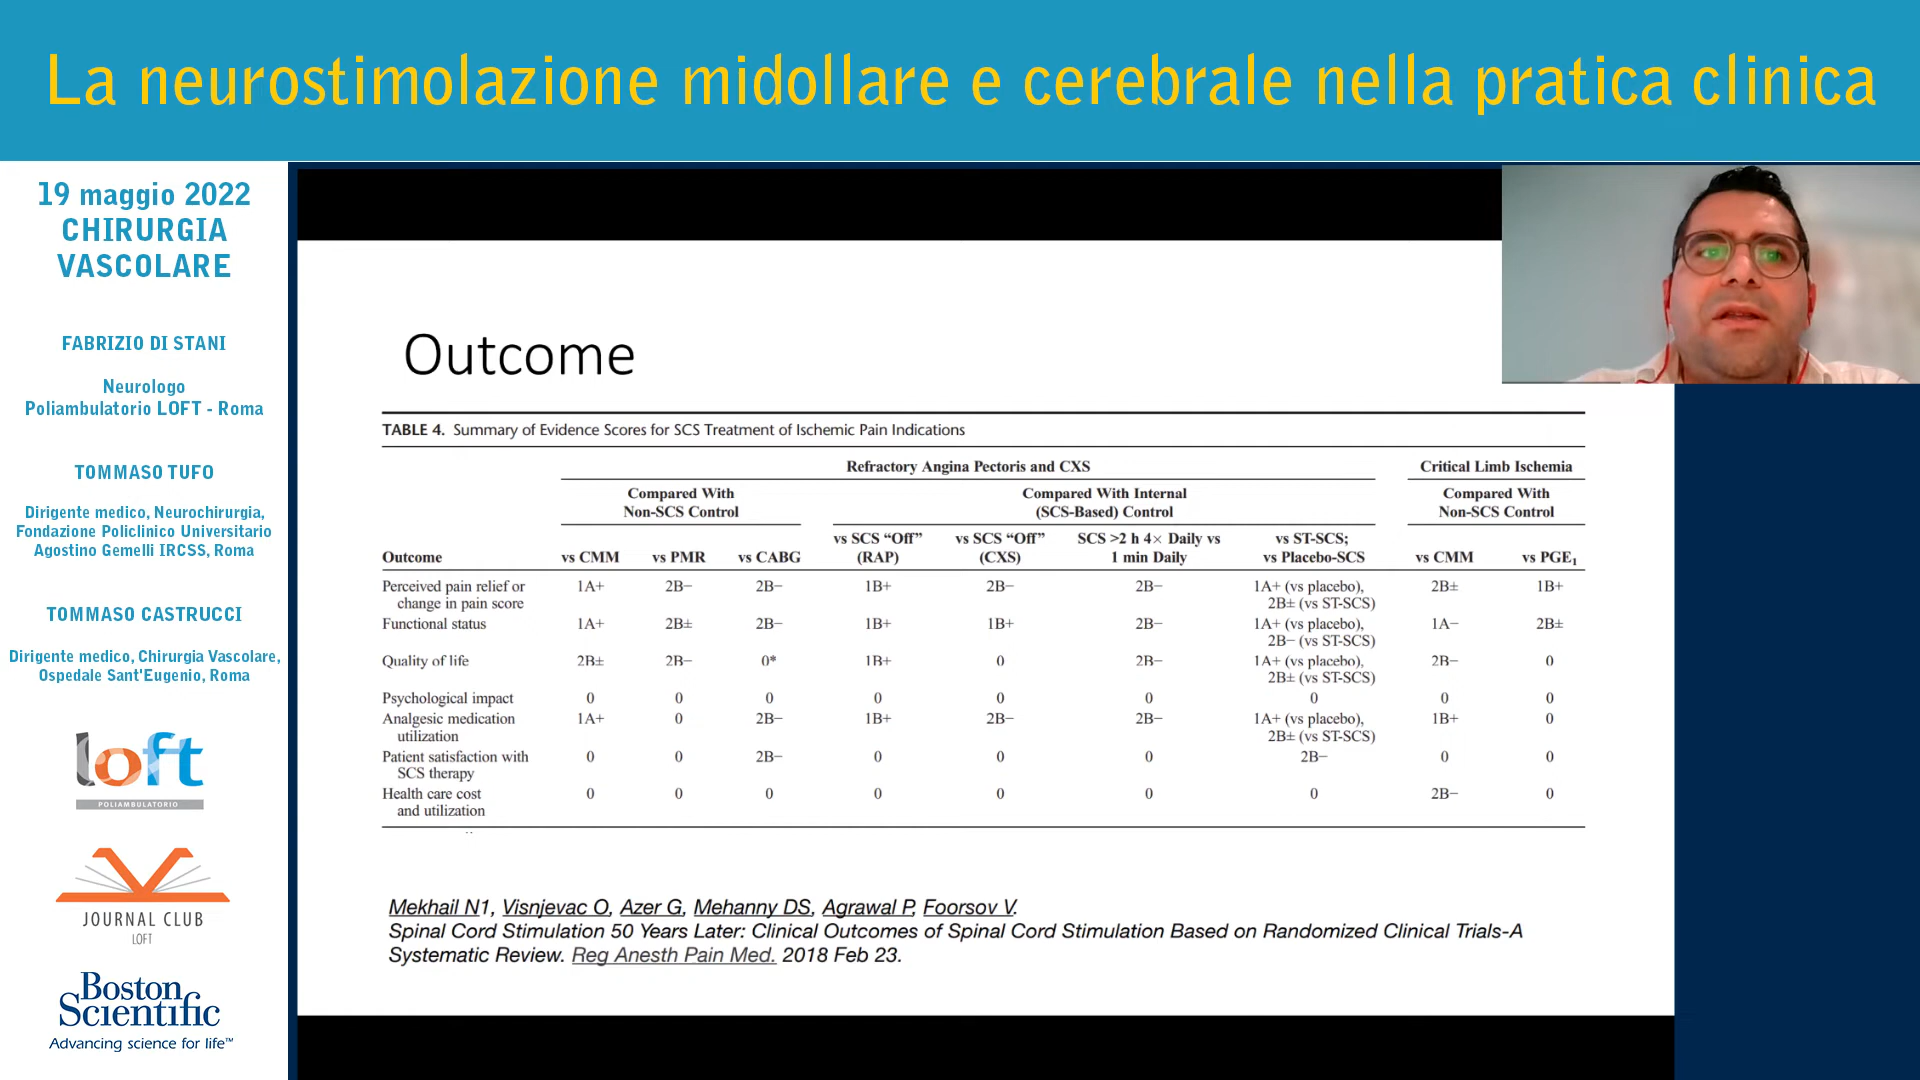 La neurostimolazione midollare e cerebrale nella pratica clinica
19 maggio 2022
CHIRURGIA
VASCOLARE
FABRIZIO DI STANI
Neurologo
Poliambulatorio LOFT - Roma
TOMMASO TUFO
Dirigente medico, Neurochirurgia,
Fondazione Policlinico Universitario
Agostino Gemelli IRCSS, Roma
TOMMASO CASTRUCCI
Dirigente medico, Chirurgia Vascolare,
Ospedale Sant'Eugenio, Roma
loft
POLIAMBULATORIO
JOURNAL CLUB
LOFT
Boston
Scientific
Advancing science for life™
Outcome
TABLE 4. Summary of Evidence Scores for SCS Treatment of Ischemic Pain Indications
Refractory Angina Pectoris and CXS Critical Limb Ischemia
Compared With Compared With Internal Compared With
Non-SCS Control (SCS-Based) Control Non-SCS Control
vs SCS “Off” vs SCS “Off” SCS >2 h 4× Daily vs vs ST-SCS;
Outcome vs CMM vs PMR vs CABG (RAP) (CXS) 1 min Daily vs Placebo-SCS vs CMM vs PGE₁
Perceived pain relief or 1A+ 2B− 2B− 1B+ 2B− 2B− 1A+ (vs placebo), 2B± 1B+
change in pain score 2B± (vs ST-SCS)
Functional status 1A+ 2B± 2B− 1B+ 1B+ 2B− 1A+ (vs placebo), 1A− 2B±
2B− (vs ST-SCS)
Quality of life 2B± 2B− 0* 1B+ 0 2B− 1A+ (vs placebo), 2B− 0
2B± (vs ST-SCS)
Psychological impact 0 0 0 0 0 0 0 0 0
Analgesic medication 1A+ 0 2B− 1B+ 2B− 2B− 1A+ (vs placebo), 1B+ 0
utilization 2B± (vs ST-SCS)
Patient satisfaction with 0 0 2B− 0 0 0 2B− 0 0
SCS therapy
Health care cost 0 0 0 0 0 0 0 2B− 0
and utilization
Mekhail N1, Visnjevac O, Azer G, Mehanny DS, Agrawal P, Foorsov V.
Spinal Cord Stimulation 50 Years Later: Clinical Outcomes of Spinal Cord Stimulation Based on Randomized Clinical Trials-A
Systematic Review. Reg Anesth Pain Med. 2018 Feb 23.